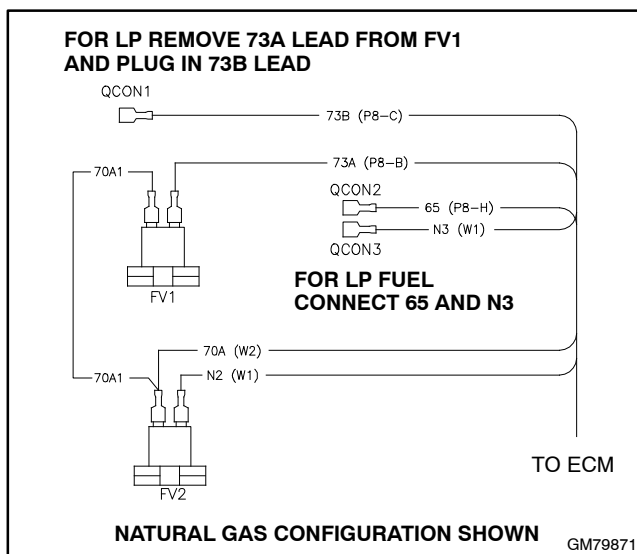 FOR LP REMOVE 73A LEAD FROM FV1
AND PLUG IN 73B LEAD
QCON1
73B (P8-C)
70A1
73A (P8-B)
QCON2
65 (P8-H)
N3 (W1)
QCON3
FV1
FOR LP FUEL
CONNECT 65 AND N3
70A (W2)
70A1
N2 (W1)
TO ECM
FV2
NATURAL GAS CONFIGURATION SHOWN
GM79871